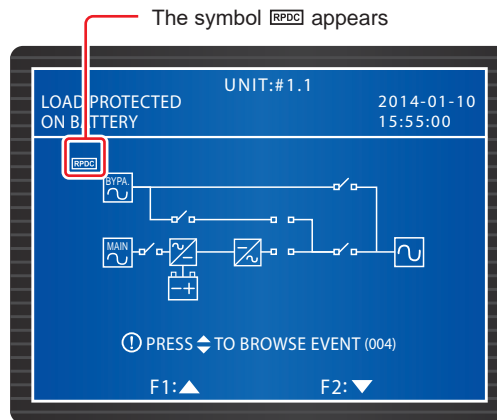 The symbol RPDC appears
UNIT:#1.1
LOAD PROTECTED
ON BATTERY
2014-01-10
15:55:00
RPDC
BYPA.
MAIN
PRESS TO BROWSE EVENT (004)
F1:
F2: